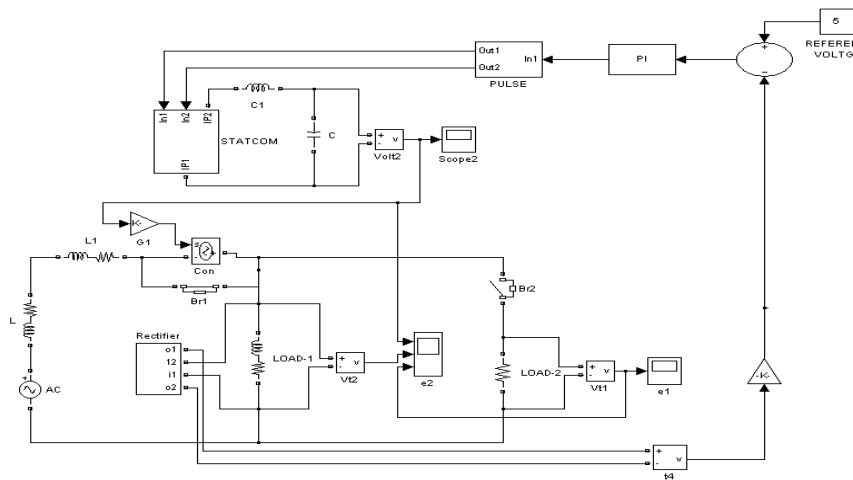 5
REFEREN
VOLTG
+
−
PI
In1
Out1
Out2
PULSE
In1
In2
IP2
IP1
STATCOM
C1
C
+
-
v
Volt2
Scope2
-K-
G1
L1
s
-
+
Con
Br1
Br2
L
Rectifier
o1
12
i1
o2
LOAD-1
+
-
v
Vt2
e2
LOAD-2
+
-
v
Vt1
e1
+
AC
-K-
+
-
v
t4